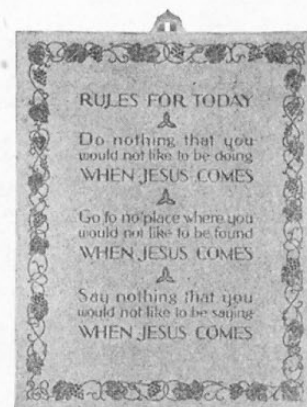 RULES FOR TODAY
Do nothing that you
would not like to be doing
WHEN JESUS COMES
Go to no place where you
would not like to be found
WHEN JESUS COMES
Say nothing that you
would not like to be saying
WHEN JESUS COMES